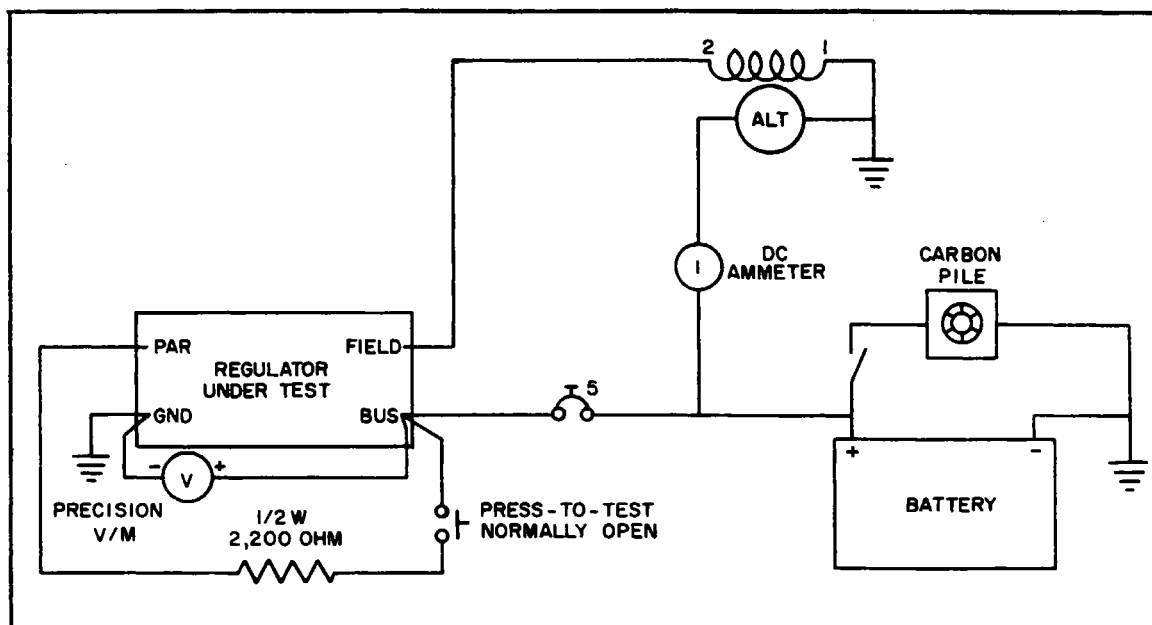 2 1
ALT
I
DC
AMMETER
CARBON
PILE
PAR
FIELD
REGULATOR
UNDER TEST
GND
BUS
5
- V +
PRECISION
V/M
1/2 W
2,200 OHM
PRESS-TO-TEST
NORMALLY OPEN
+ -
BATTERY